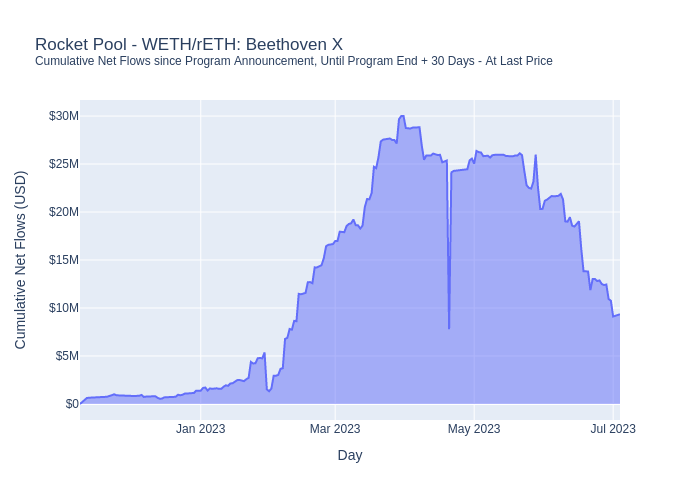 Rocket Pool - WETH/rETH: Beethoven X
Cumulative Net Flows since Program Announcement, Until Program End + 30 Days - At Last Price
Cumulative Net Flows (USD)
$30M
$25M
$20M
$15M
$10M
$5M
$0
Jan 2023
Mar 2023
May 2023
Jul 2023
Day